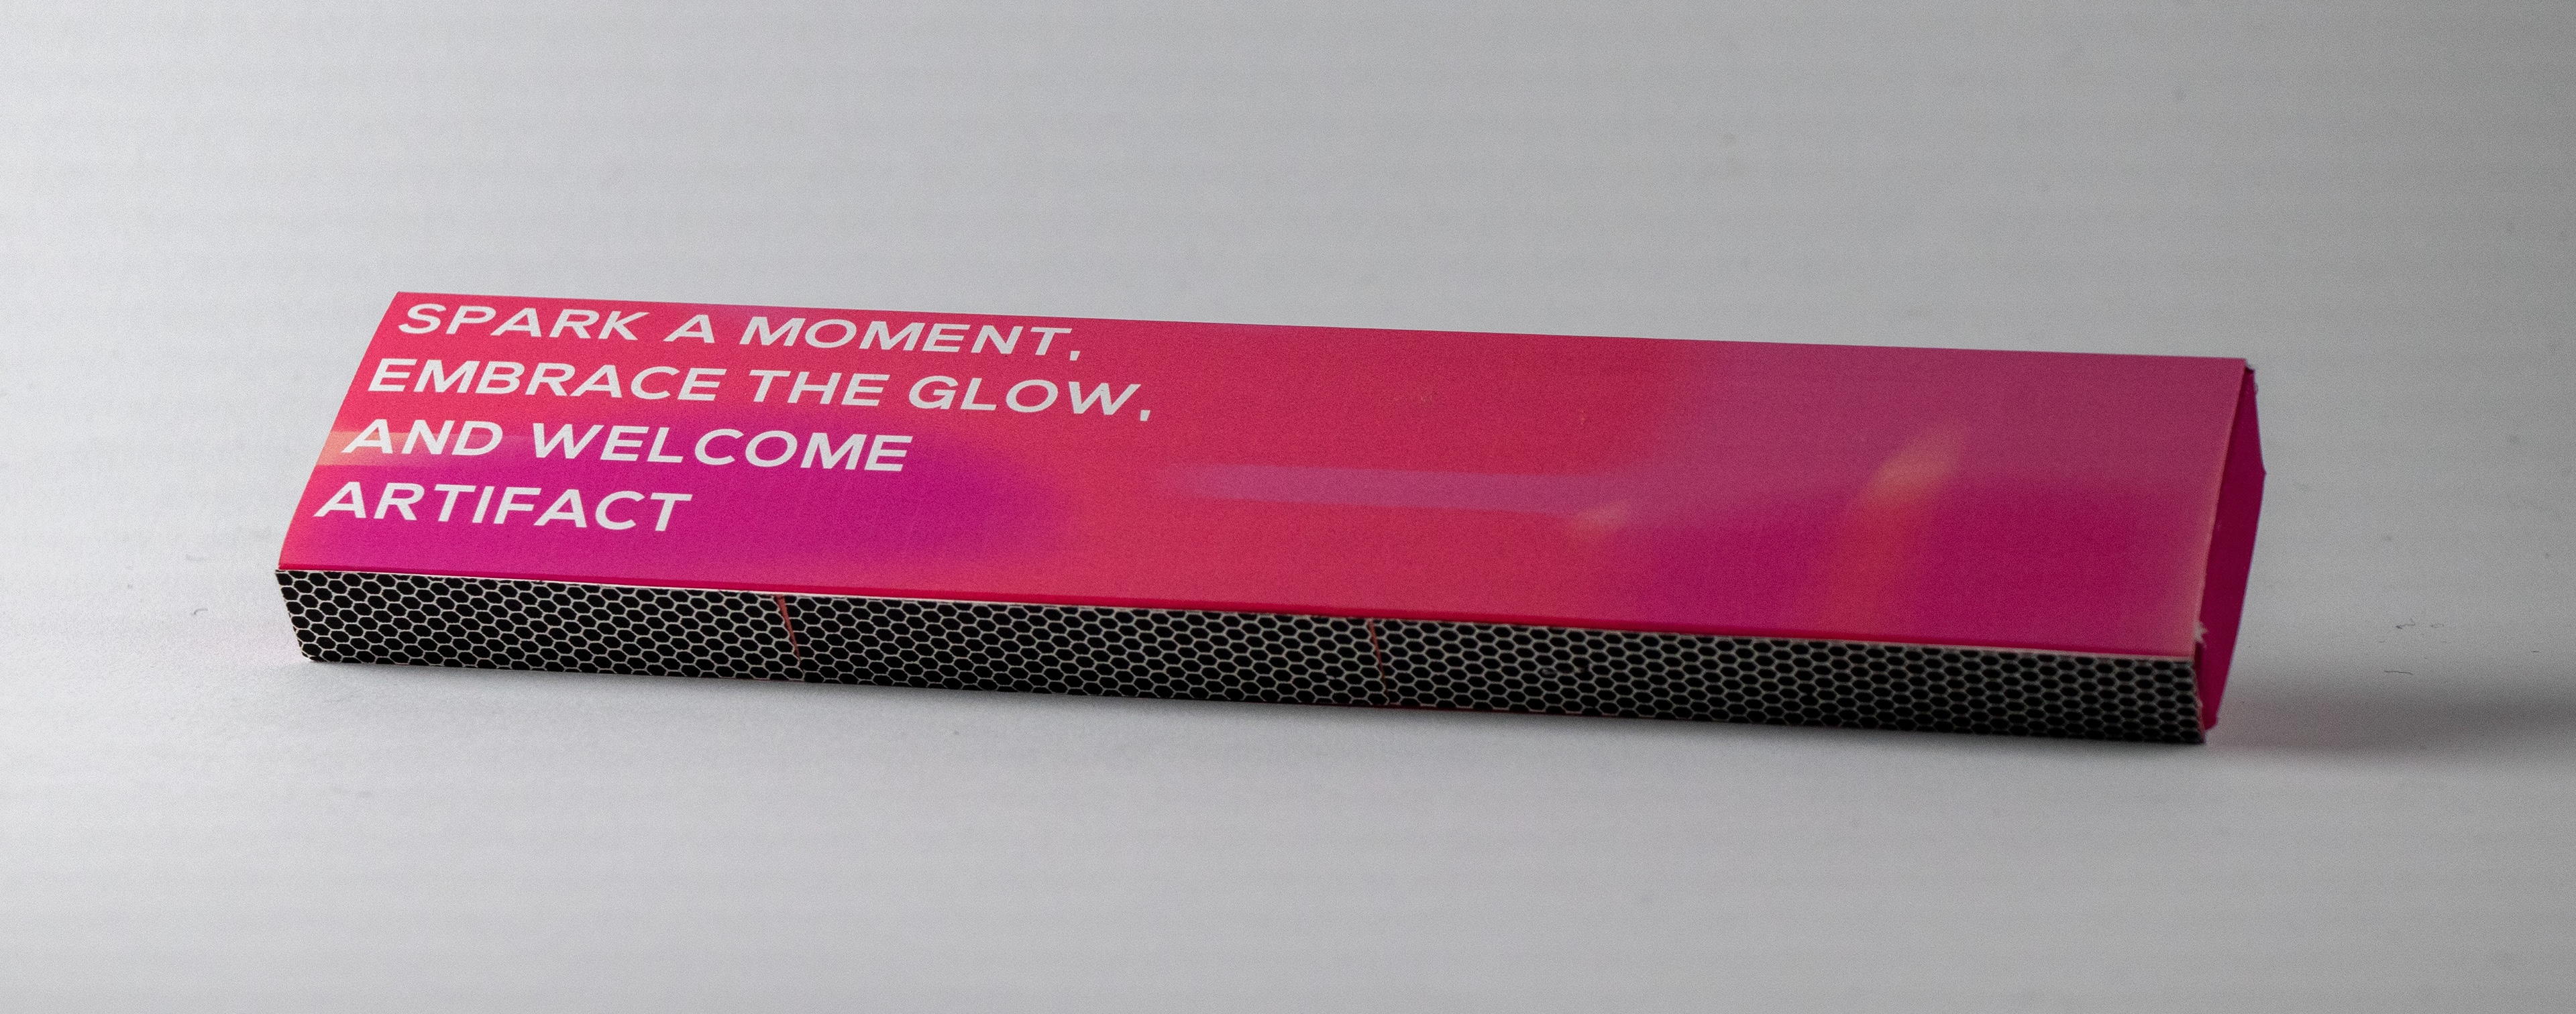 SPARK A MOMENT,
EMBRACE THE GLOW,
AND WELCOME
ARTIFACT